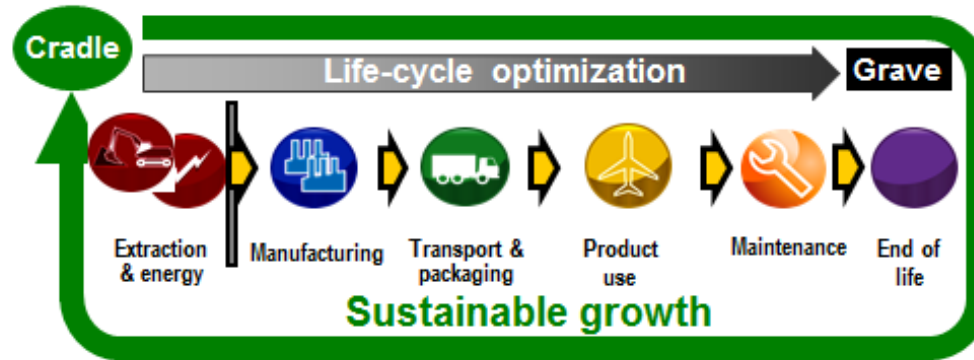 Cradle
Life-cycle optimization
Grave
Extraction
& energy
Manufacturing
Transport &
packaging
Product
use
Maintenance
End of
life
Sustainable growth